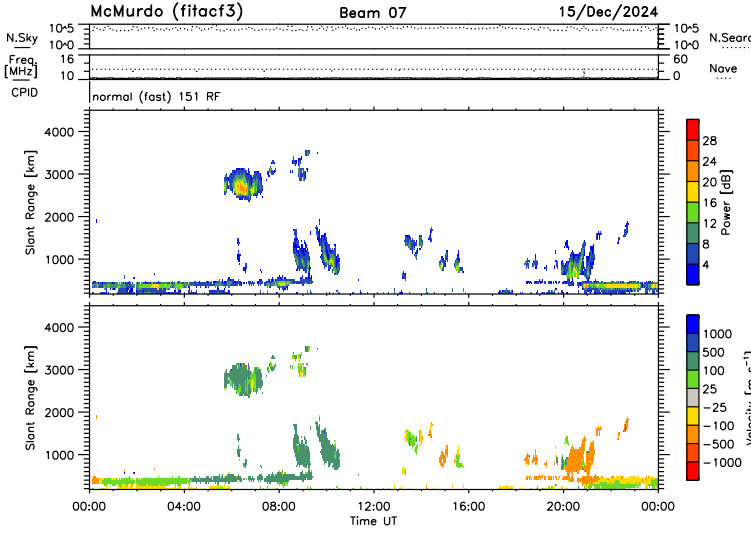 McMurdo (fitacf3) Beam 07 15/Dec/2024
N.Sky 10^5 10^0 10^5 10^0 N.Sear
Freq. [MHz] 16 10 60 0 Nave
CPID normal (fast) 151 RF
Slant Range [km] 4000 3000 2000 1000
28 24 20 16 12 8 4 Power [dB]
Slant Range [km] 4000 3000 2000 1000
1000 500 100 25 −25 −100 −500 −1000 Velocity [m s⁻¹]
00:00 04:00 08:00 12:00 16:00 20:00 00:00
Time UT